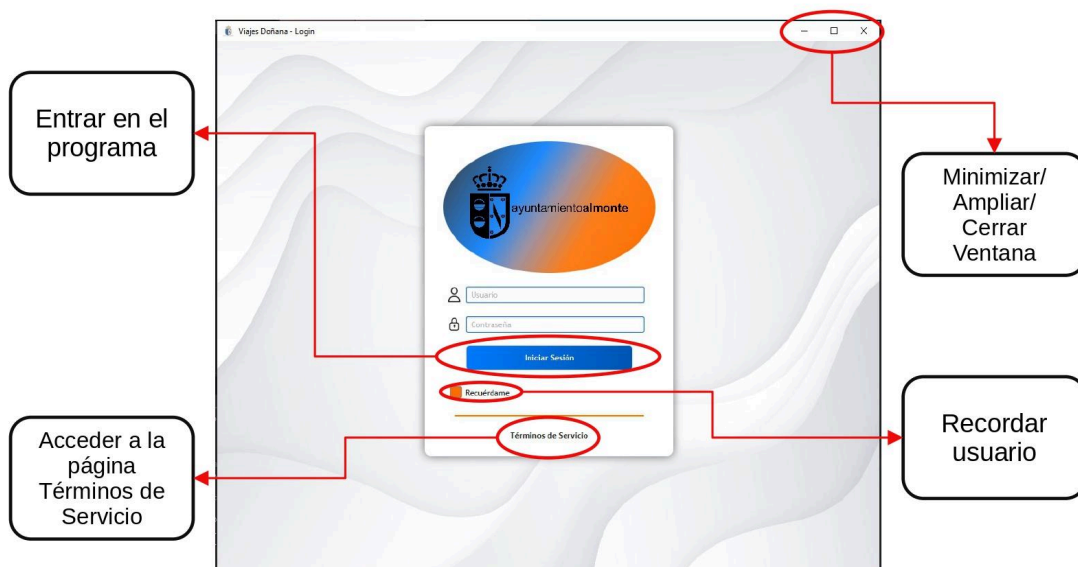 Viajes Doñana - Login
Entrar en el
programa
Minimizar/
Ampliar/
Cerrar
Ventana
ayuntamientoalmonte
Usuario
Contraseña
Iniciar Sesión
Recuérdame
Términos de Servicio
Acceder a la
página
Términos de
Servicio
Recordar
usuario